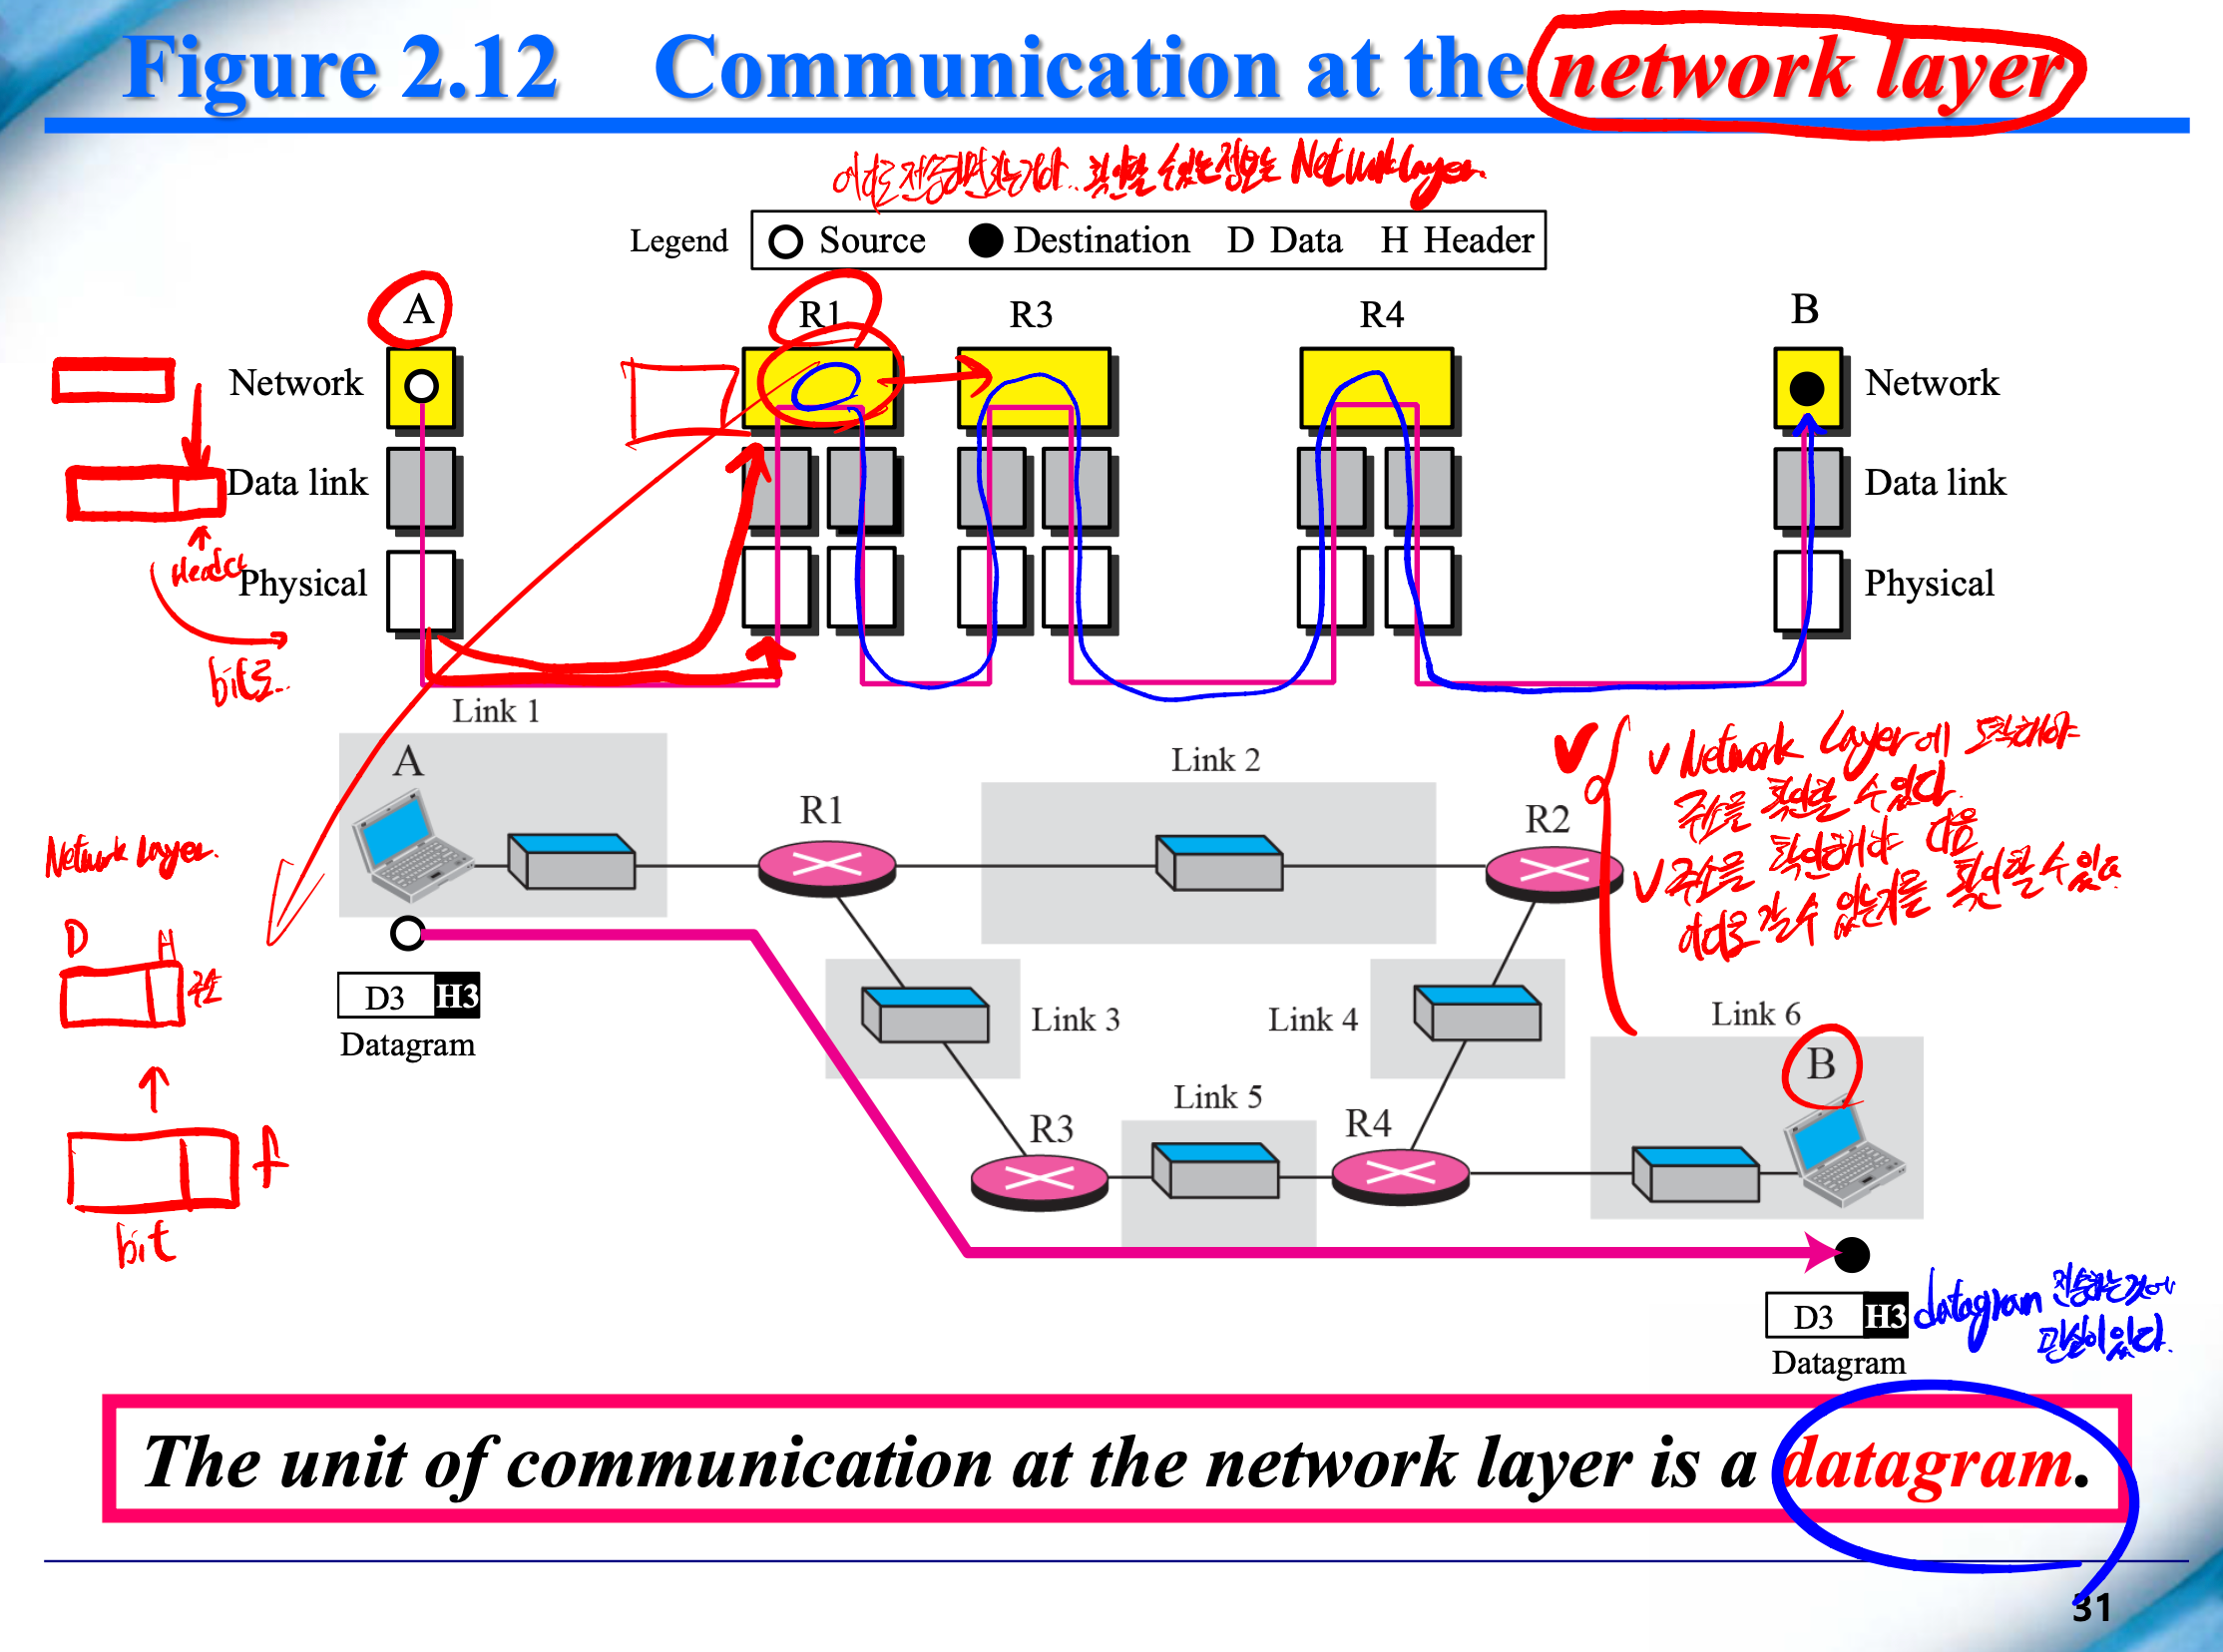 Figure 2.12 Communication at the network layer
어디로 전송하면 되는거야.. 확인할 수 있는 정보는 Network layer.
Legend Source Destination D Data H Header
A R1 R3 R4 B
Network Network
Data link Data link
Header
Physical Physical
bit로..
Link 1
A
Link 2
R1
R2
v Network Layer에 도착해야
주소를 확인할 수 있다.
v 주소를 확인해야 다음
어디로 갈 수 있는지를 확인할 수 있다
Network Layer.
D H
주소
D3 H3
Datagram
Link 3
Link 4
Link 6
B
Link 5
R3
R4
bit
D3 H3
Datagram
datagram 전송하는 것에
관심이 있다.
The unit of communication at the network layer is a datagram.
31